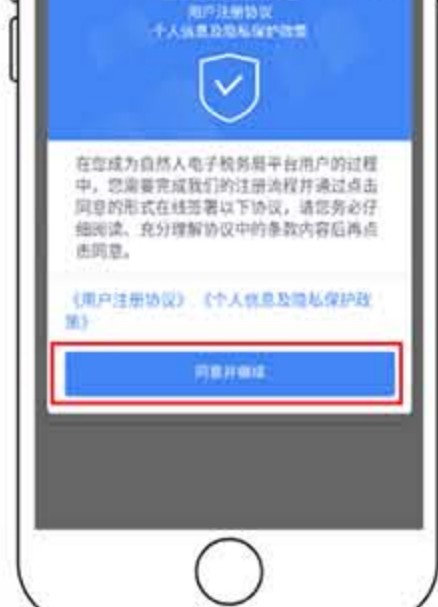 用户注册协议
个人信息及隐私保护政策
在您成为自然人电子税务局平台用户的过程
中，您需要完成我们的注册流程并通过点击
同意的形式在线签署以下协议，请您务必仔
细阅读、充分理解协议中的条款内容后再点
击同意。
《用户注册协议》《个人信息及隐私保护政
策》
同意并继续